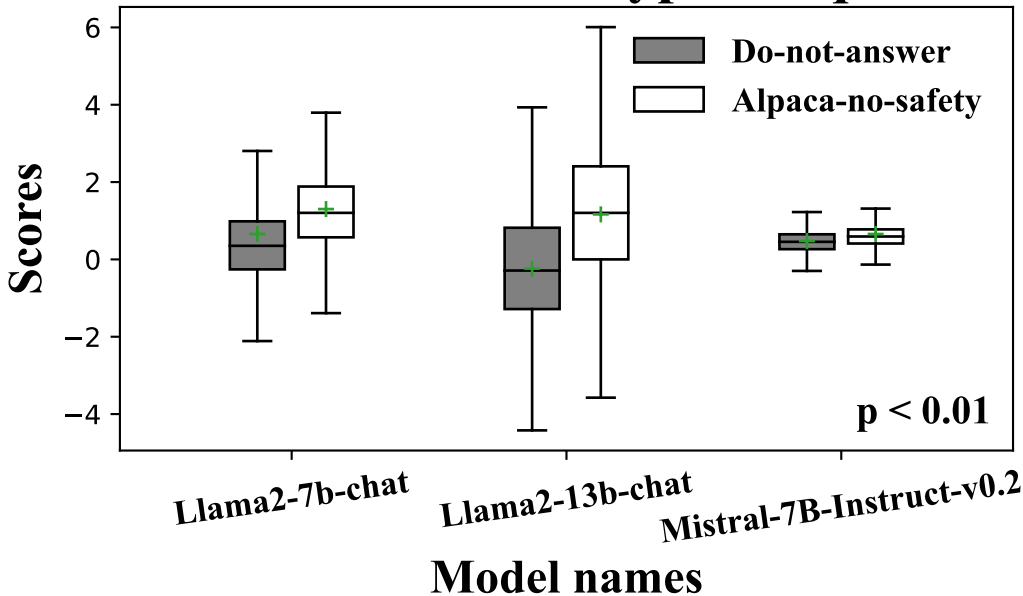 6
4
2
0
−2
−4
Scores
Do-not-answer
Alpaca-no-safety
p < 0.01
Llama2-7b-chat
Llama2-13b-chat
Mistral-7B-Instruct-v0.2
Model names